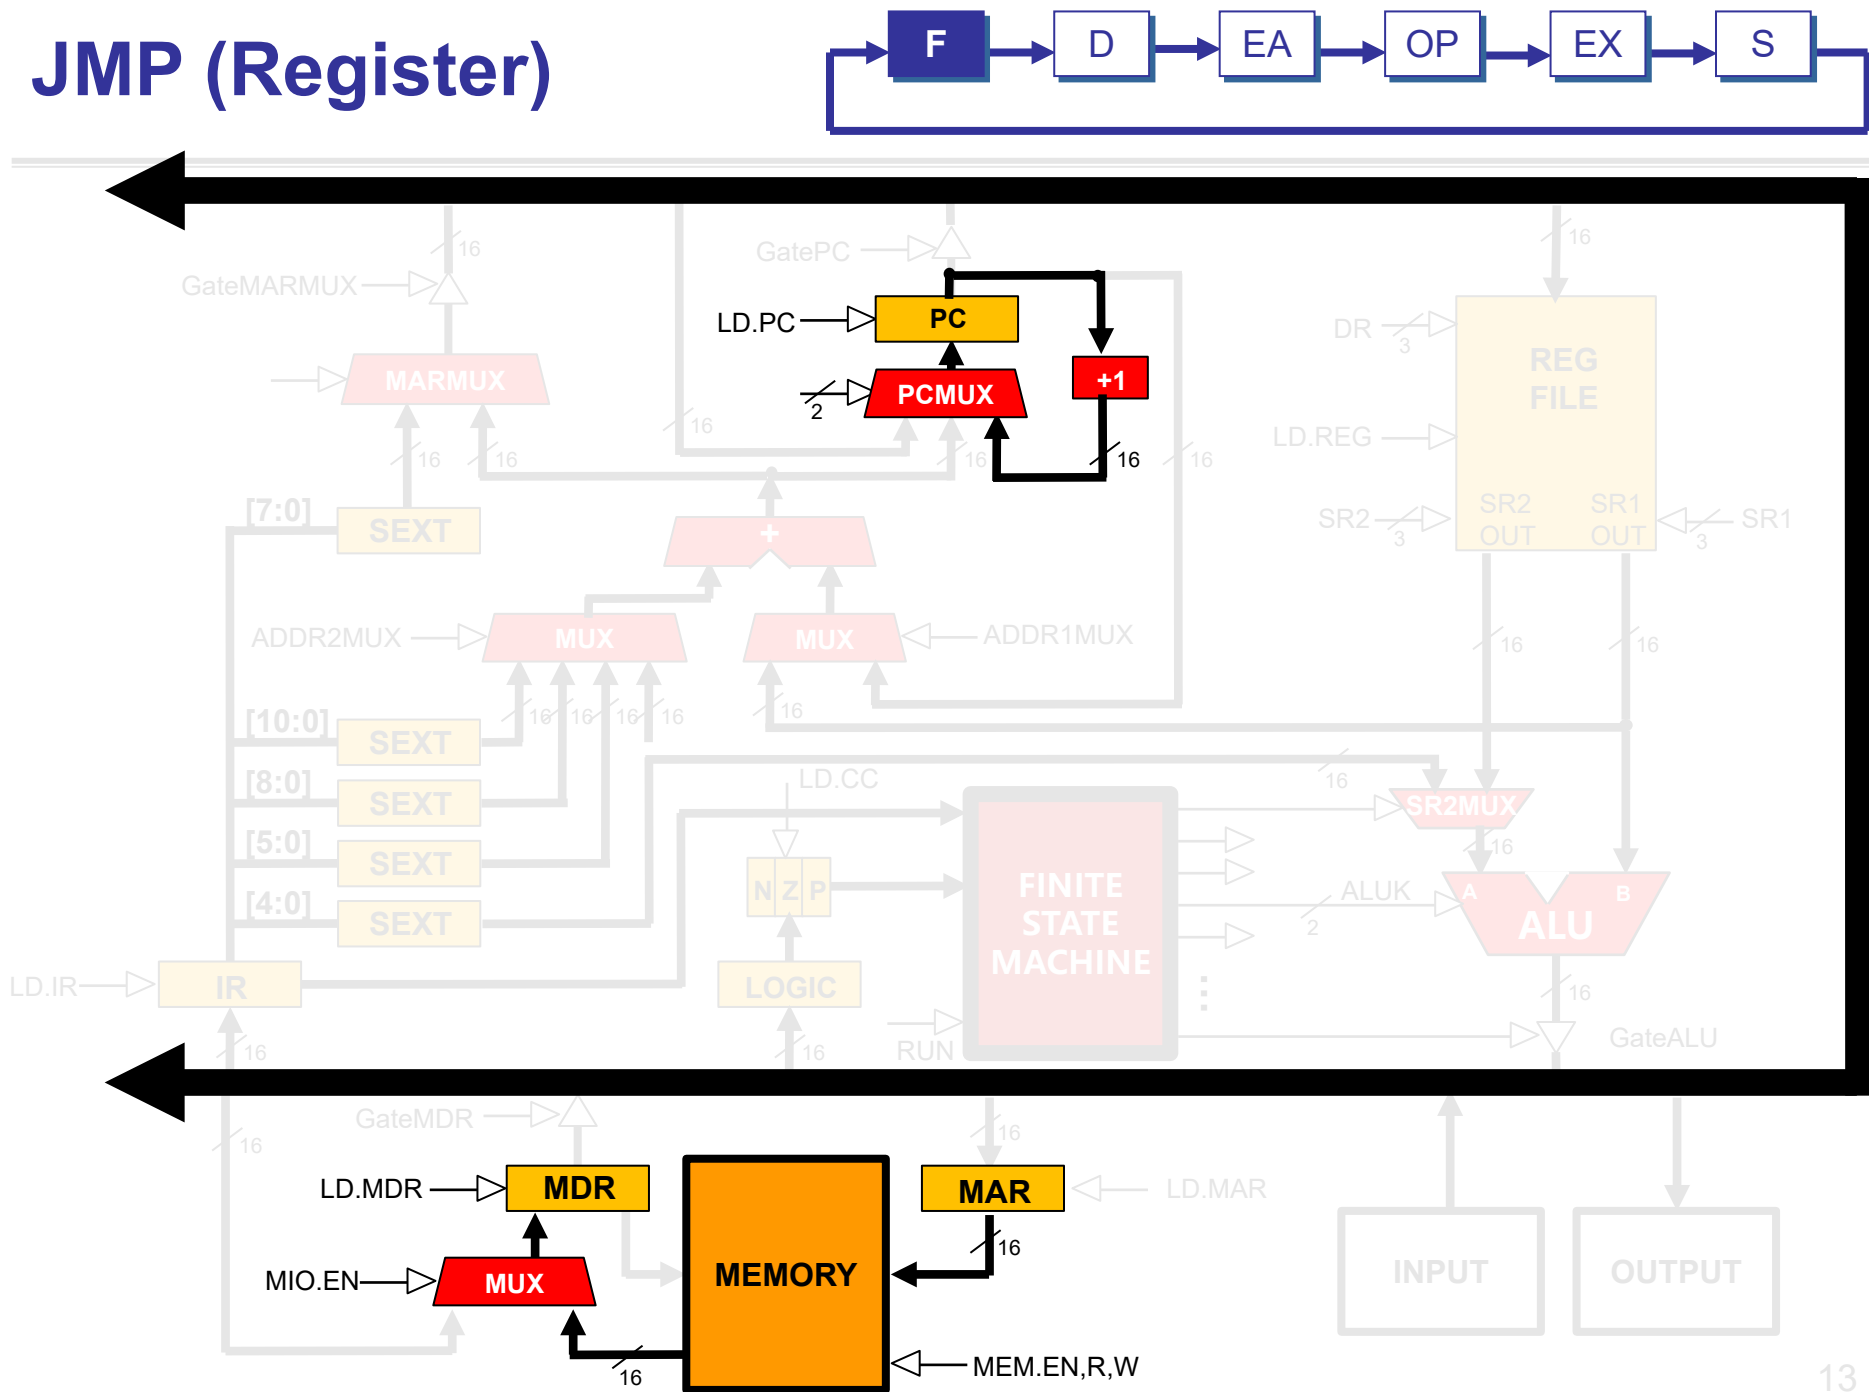 JMP (Register)
F D EA OP EX S
16
GatePC
16
GateMARMUX
LD.PC
PC
DR
3
REG
FILE
MARMUX
2
PCMUX
+1
16
LD.REG
16
16
16
16
16
[7:0]
SEXT
+
SR2
3
SR2
OUT
SR1
OUT
3
SR1
ADDR2MUX
MUX
MUX
ADDR1MUX
16
16
[10:0]
SEXT
16
16
16
16
16
[8:0]
SEXT
LD.CC
16
SR2MUX
[5:0]
SEXT
16
[4:0]
SEXT
N Z P
FINITE
STATE
MACHINE
2
ALUK
A
B
ALU
LD.IR
IR
LOGIC
⋮
16
16
16
RUN
GateALU
GateMDR
16
16
LD.MDR
MDR
MAR
LD.MAR
16
MIO.EN
MUX
MEMORY
INPUT
OUTPUT
16
MEM.EN,R,W
13